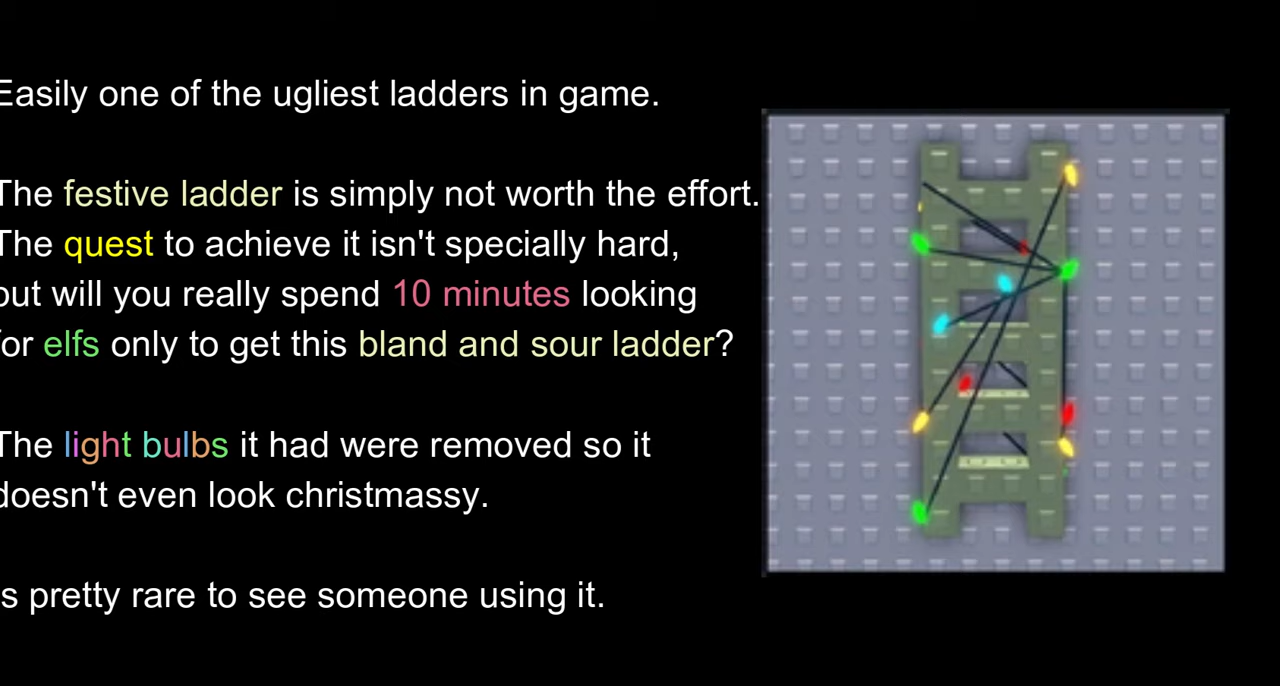 Easily one of the ugliest ladders in game.
The festive ladder is simply not worth the effort.
The quest to achieve it isn't specially hard,
but will you really spend 10 minutes looking
for elfs only to get this bland and sour ladder?
The light bulbs it had were removed so it
doesn't even look christmassy.
is pretty rare to see someone using it.